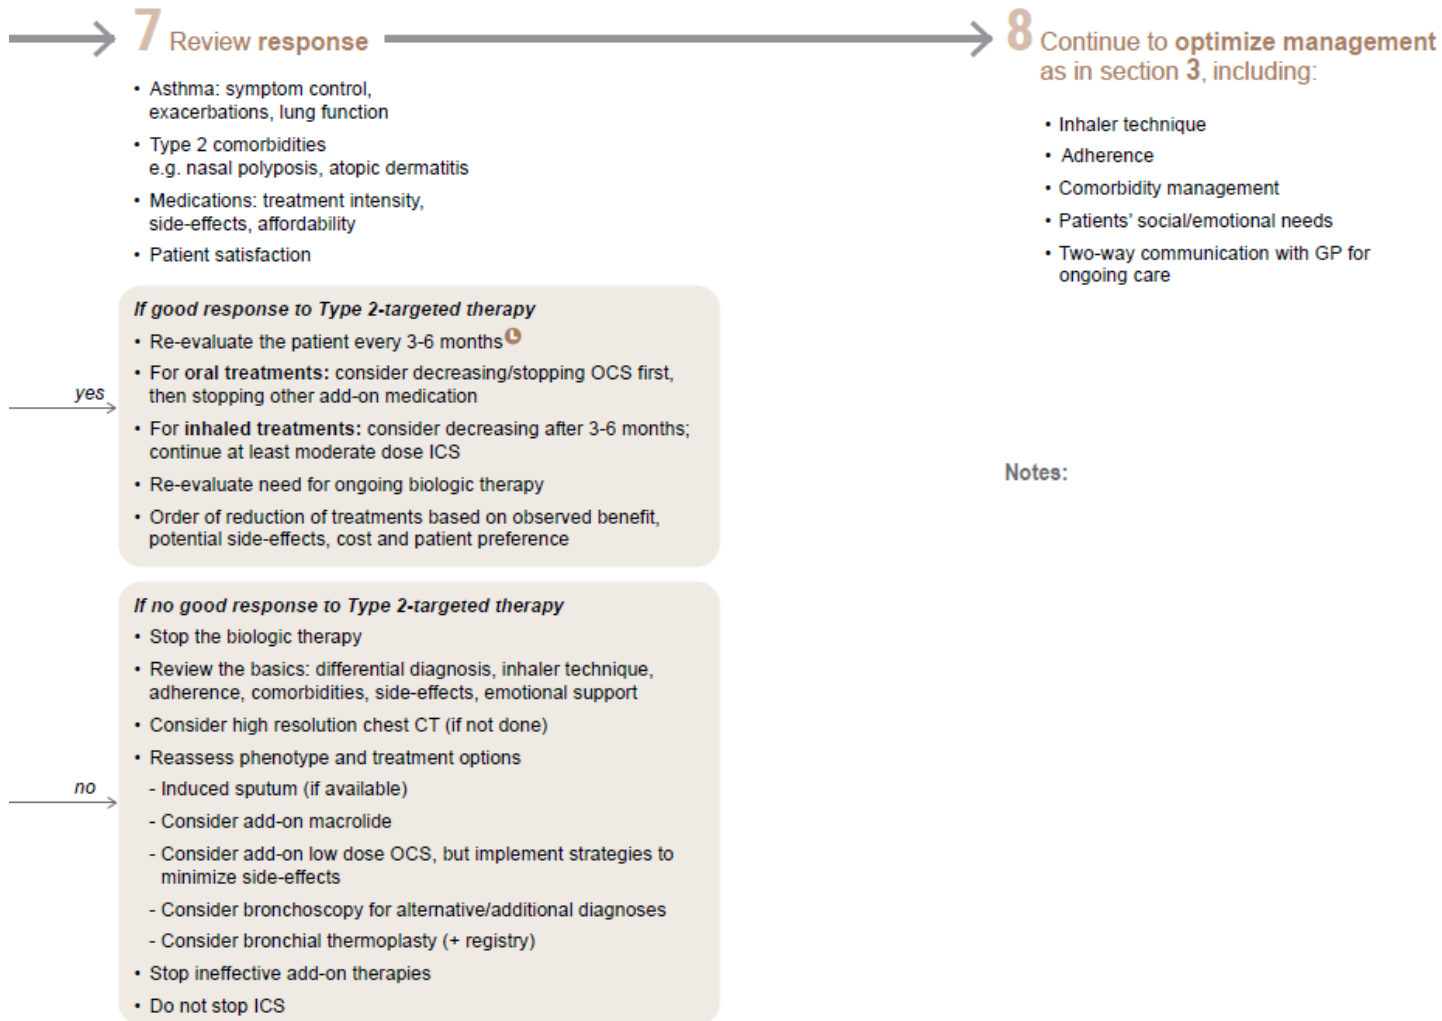 7 Review response
• Asthma: symptom control,
exacerbations, lung function
• Type 2 comorbidities
e.g. nasal polyposis, atopic dermatitis
• Medications: treatment intensity,
side-effects, affordability
• Patient satisfaction
yes
If good response to Type 2-targeted therapy
• Re-evaluate the patient every 3-6 months
• For oral treatments: consider decreasing/stopping OCS first,
then stopping other add-on medication
• For inhaled treatments: consider decreasing after 3-6 months;
continue at least moderate dose ICS
• Re-evaluate need for ongoing biologic therapy
• Order of reduction of treatments based on observed benefit,
potential side-effects, cost and patient preference
no
If no good response to Type 2-targeted therapy
• Stop the biologic therapy
• Review the basics: differential diagnosis, inhaler technique,
adherence, comorbidities, side-effects, emotional support
• Consider high resolution chest CT (if not done)
• Reassess phenotype and treatment options
- Induced sputum (if available)
- Consider add-on macrolide
- Consider add-on low dose OCS, but implement strategies to
minimize side-effects
- Consider bronchoscopy for alternative/additional diagnoses
- Consider bronchial thermoplasty (+ registry)
• Stop ineffective add-on therapies
• Do not stop ICS
8 Continue to optimize management
as in section 3, including:
• Inhaler technique
• Adherence
• Comorbidity management
• Patients' social/emotional needs
• Two-way communication with GP for
ongoing care
Notes: